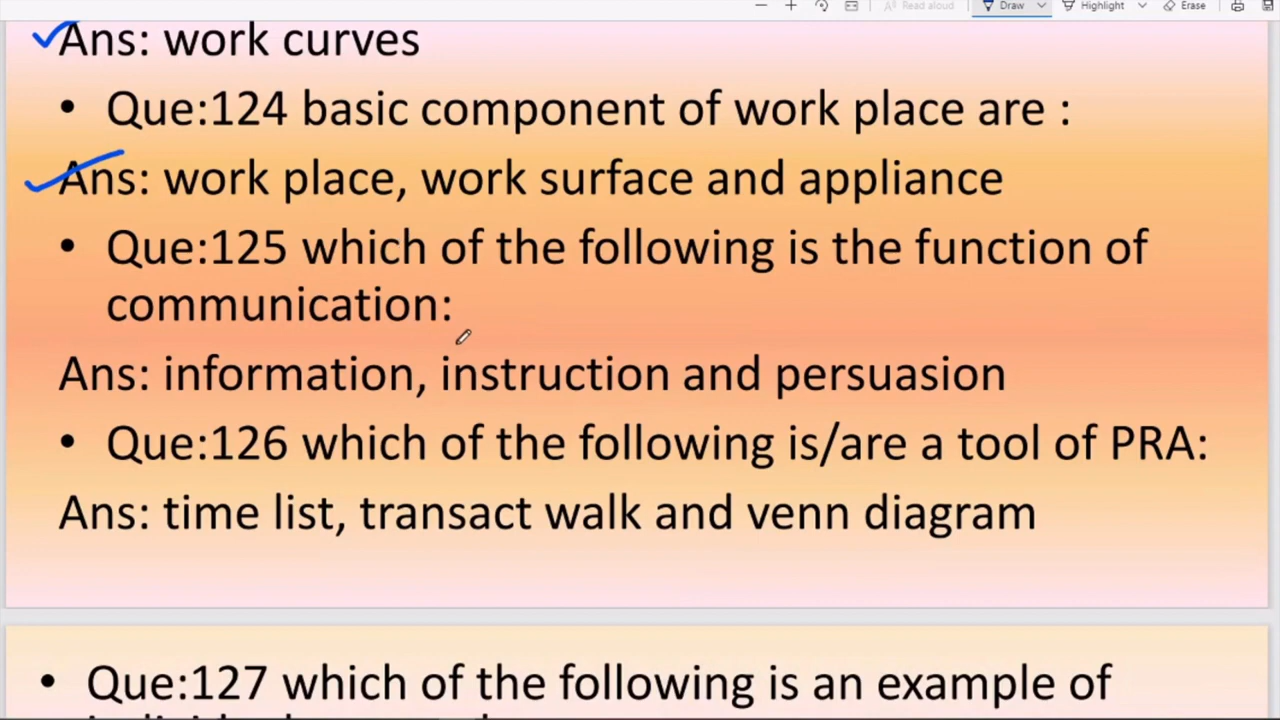 Read aloud
Draw
Highlight
Erase
Ans: work curves
• Que:124 basic component of work place are :
Ans: work place, work surface and appliance
• Que:125 which of the following is the function of
communication:
Ans: information, instruction and persuasion
• Que:126 which of the following is/are a tool of PRA:
Ans: time list, transact walk and venn diagram
• Que:127 which of the following is an example of